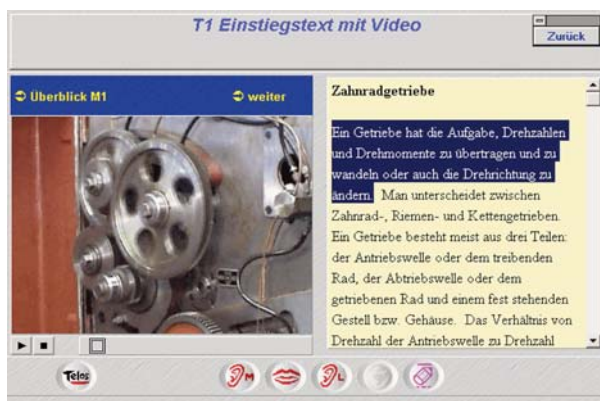 T1 Einstiegstext mit Video
Zurück
Überblick M1
weiter
Zahnradgetriebe
Ein Getriebe hat die Aufgabe, Drehzahlen
und Drehmomente zu übertragen und zu
wandeln oder auch die Drehrichtung zu
ändern. Man unterscheidet zwischen
Zahnrad-, Riemen- und Kettengetrieben.
Ein Getriebe besteht meist aus drei Teilen:
der Antriebswelle oder dem treibenden
Rad, der Abtriebswelle oder dem
getriebenen Rad und einem fest stehenden
Gestell bzw. Gehäuse. Das Verhältnis von
Drehzahl der Antriebswelle zu Drehzahl
Telos
M
L